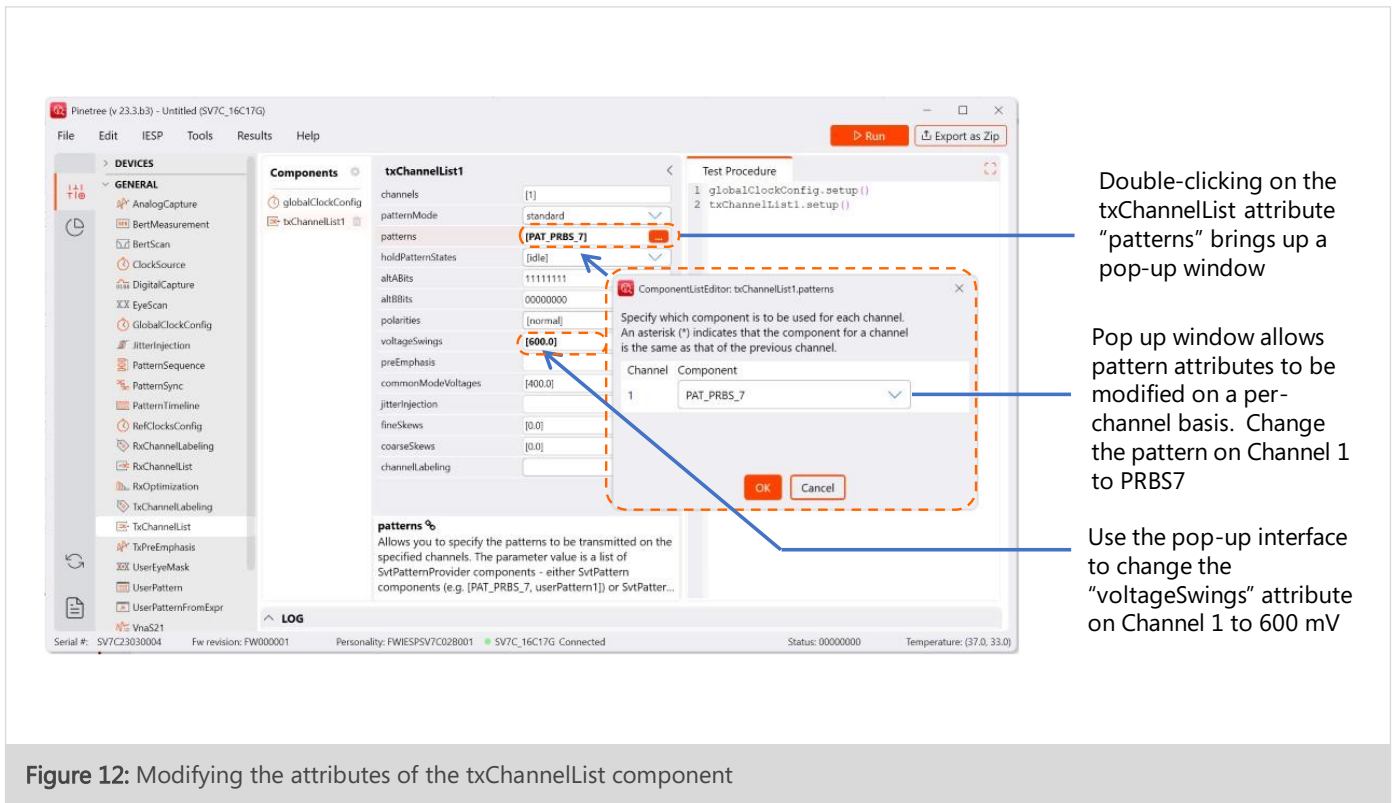 Pinetree (v 23.3.b3) - Untitled (SV7C_16C17G)
File Edit IESP Tools Results Help
Run
Export as Zip
DEVICES
GENERAL
AnalogCapture
BertMeasurement
BertScan
ClockSource
DigitalCapture
EyeScan
GlobalClockConfig
JitterInjection
PatternSequence
PatternSync
PatternTimeline
RefClocksConfig
RxChannelLabeling
RxChannelList
RxOptimization
TxChannelLabeling
TxChannelList
TxPreEmphasis
UserEyeMask
UserPattern
UserPatternFromExpr
VnaS21
Components
globalClockConfig
txChannelList1
txChannelList1
channels [1]
patternMode standard
patterns [PAT_PRBS_7] ...
holdPatternStates [idle]
altABits 11111111
altBBits 00000000
polarities [normal]
voltageSwings [600.0]
preEmphasis
commonModeVoltages [400.0]
jitterInjection
fineSkews [0.0]
coarseSkews [0.0]
channelLabeling
patterns
Allows you to specify the patterns to be transmitted on the
specified channels. The parameter value is a list of
SvtPatternProvider components - either SvtPattern
components (e.g. [PAT_PRBS_7, userPattern1]) or SvtPatter...
Test Procedure
1 globalClockConfig.setup()
2 txChannelList1.setup()
ComponentListEditor: txChannelList1.patterns
Specify which component is to be used for each channel.
An asterisk (*) indicates that the component for a channel
is the same as that of the previous channel.
Channel Component
1 PAT_PRBS_7
OK Cancel
LOG
Serial #: SV7C23030004 Fw revision: FW000001 Personality: FWIESPSV7C02B001 SV7C_16C17G Connected Status: 00000000 Temperature: (37.0, 33.0)
Double-clicking on the
txChannelList attribute
“patterns” brings up a
pop-up window
Pop up window allows
pattern attributes to be
modified on a per-
channel basis. Change
the pattern on Channel 1
to PRBS7
Use the pop-up interface
to change the
“voltageSwings” attribute
on Channel 1 to 600 mV
Figure 12: Modifying the attributes of the txChannelList component